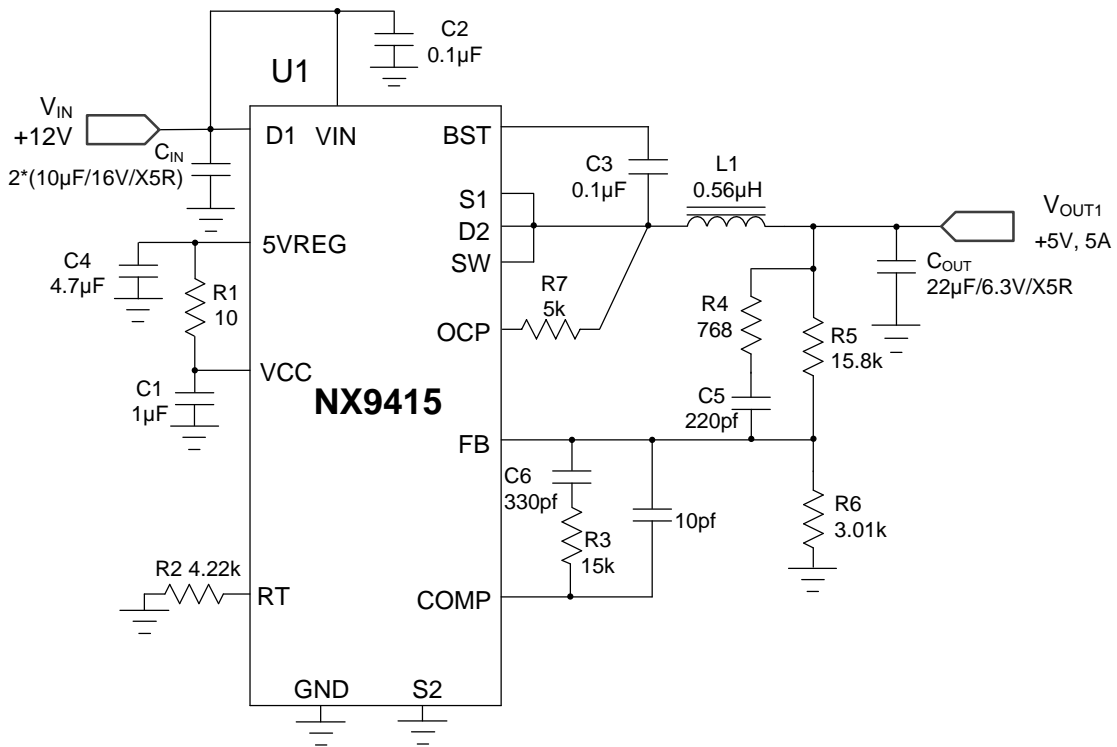 C2
0.1µF
U1
VIN
+12V
D1
VIN
BST
CIN
2*(10µF/16V/X5R)
C3
0.1µF
L1
0.56µH
S1
D2
SW
VOUT1
+5V, 5A
5VREG
C4
4.7µF
R1
10
R7
5k
OCP
R4
768
COUT
22µF/6.3V/X5R
R5
15.8k
VCC
C1
1µF
NX9415
C5
220pf
FB
C6
330pf
10pf
R6
3.01k
R3
15k
R2 4.22k
RT
COMP
GND
S2